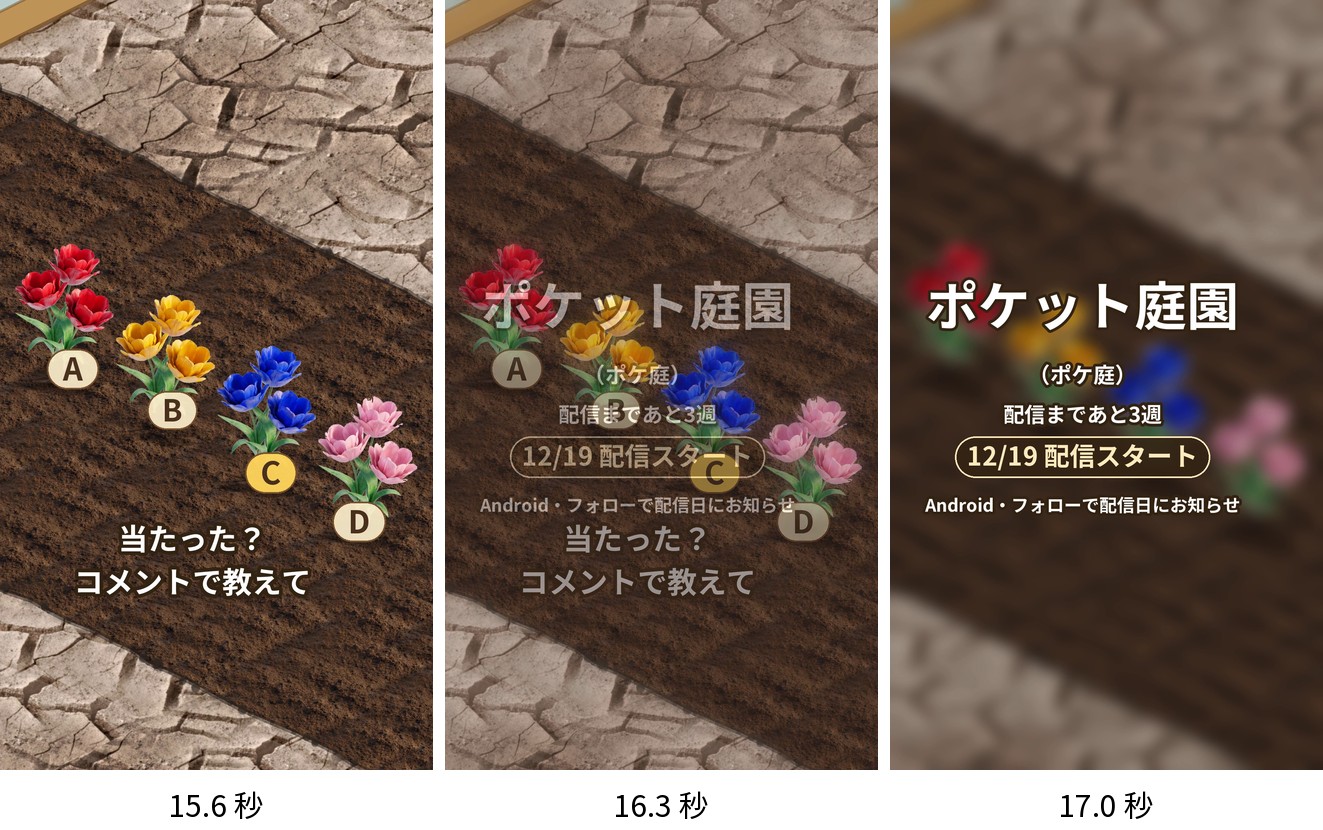 A
B
C
D
当たった？
コメントで教えて
15.6 秒
ポケット庭園
A
（ポケ庭）
B
配信まであと3週
12/19 配信スタート
C
Android・フォローで配信日にお知らせ
D
当たった？
コメントで教えて
16.3 秒
ポケット庭園
（ポケ庭）
配信まであと3週
12/19 配信スタート
Android・フォローで配信日にお知らせ
17.0 秒